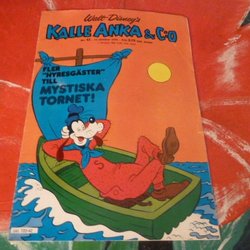 Walt Disney's
KALLE ANKA & C:O
FLER
"HYRESGÄSTER"
TILL
MYSTISKA
TORNET!